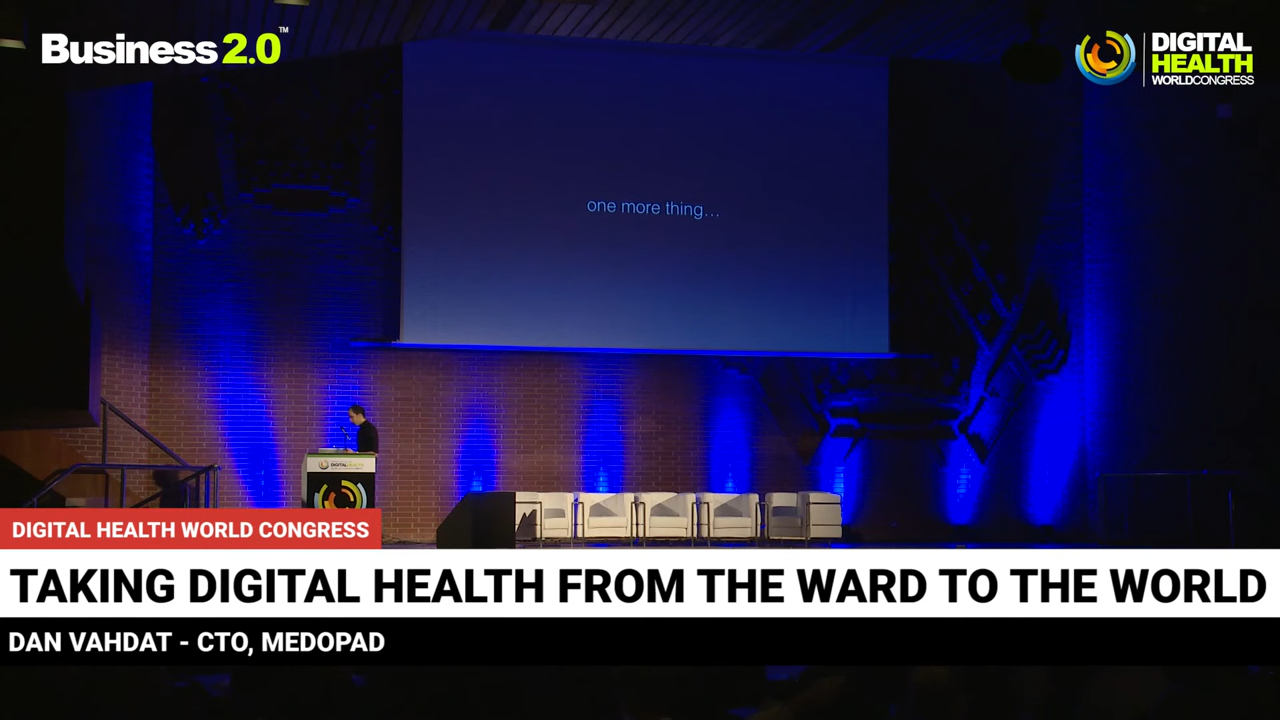 Business 2.0™
DIGITAL
HEALTH
WORLDCONGRESS
one more thing...
DIGITAL HEALTH WORLD CONGRESS
TAKING DIGITAL HEALTH FROM THE WARD TO THE WORLD
DAN VAHDAT - CTO, MEDOPAD